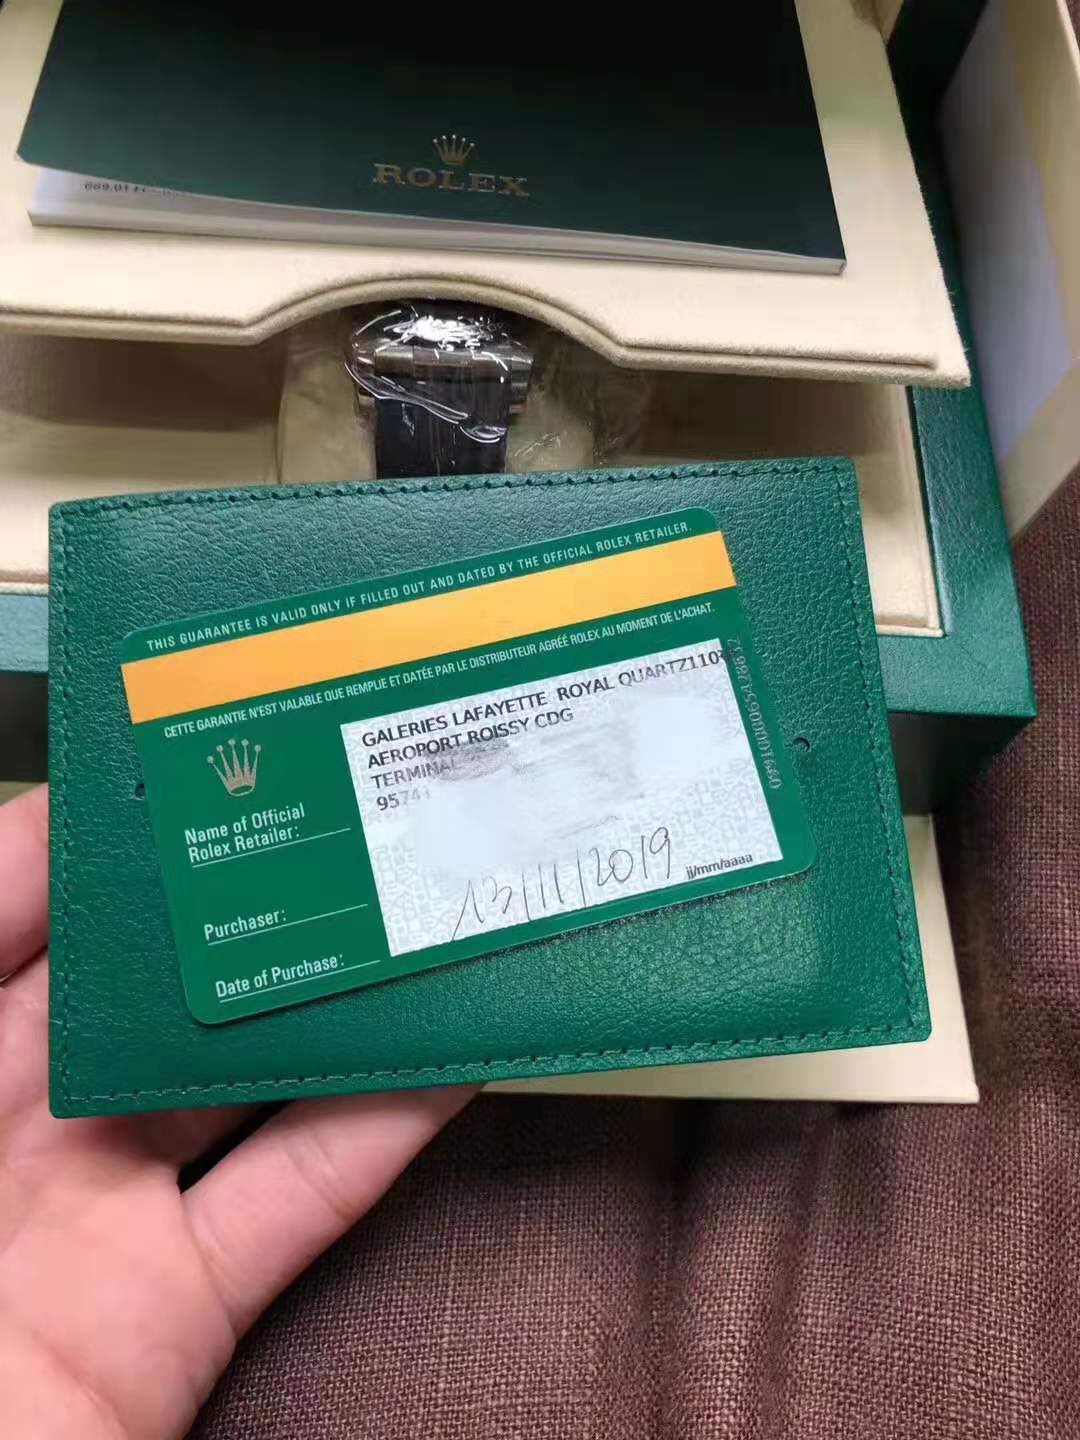 ROLEX
THIS GUARANTEE IS VALID ONLY IF FILLED OUT AND DATED BY THE OFFICIAL ROLEX RETAILER.
CETTE GARANTIE N'EST VALABLE QUE REMPLIE ET DATÉE PAR LE DISTRIBUTEUR AGRÉÉ ROLEX AU MOMENT DE L'ACHAT.
GALERIES LAFAYETTE ROYAL QUARTZ
AEROPORT ROISSY CDG
TERMINAL
Name of Official
Rolex Retailer:
Purchaser:
Date of Purchase:
13/11/2019
jj/mm/aaaa